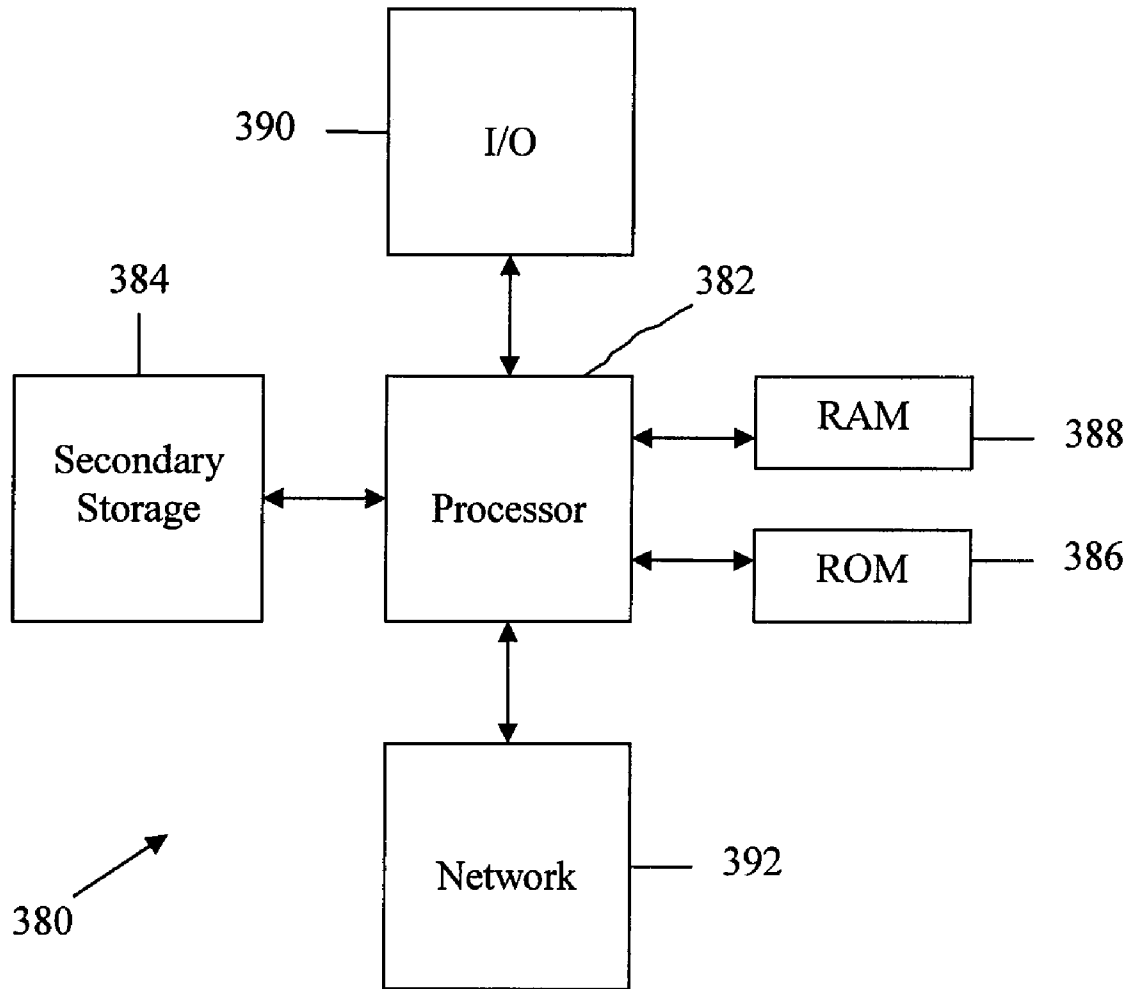 390
I/O
384
382
Secondary
Storage
Processor
RAM
388
ROM
386
Network
392
380